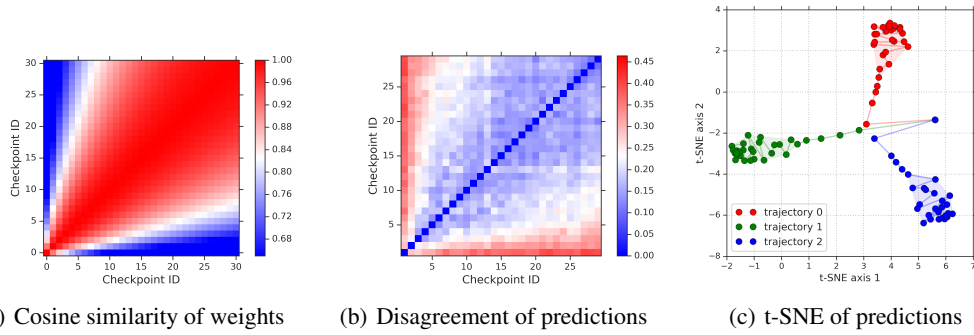 30
25
20
15
10
5
0
Checkpoint ID
0 5 10 15 20 25 30
Checkpoint ID
1.00
0.96
0.92
0.88
0.84
0.80
0.76
0.72
0.68
25
20
15
10
5
Checkpoint ID
5 10 15 20 25
Checkpoint ID
0.45
0.40
0.35
0.30
0.25
0.20
0.15
0.10
0.05
0.00
4
2
0
−2
−4
−6
−8
t-SNE axis 2
trajectory 0
trajectory 1
trajectory 2
−2 −1 0 1 2 3 4 5 6 7
t-SNE axis 1
) Cosine similarity of weights
(b) Disagreement of predictions
(c) t-SNE of predictions